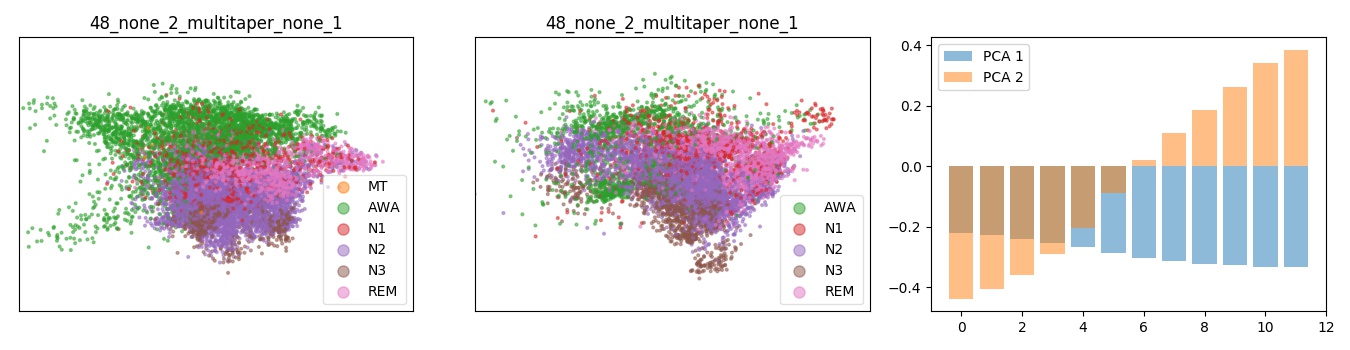 48_none_2_multitaper_none_1
MT
AWA
N1
N2
N3
REM
48_none_2_multitaper_none_1
AWA
N1
N2
N3
REM
PCA 1
PCA 2
0.4
0.2
0.0
−0.2
−0.4
0 2 4 6 8 10 12